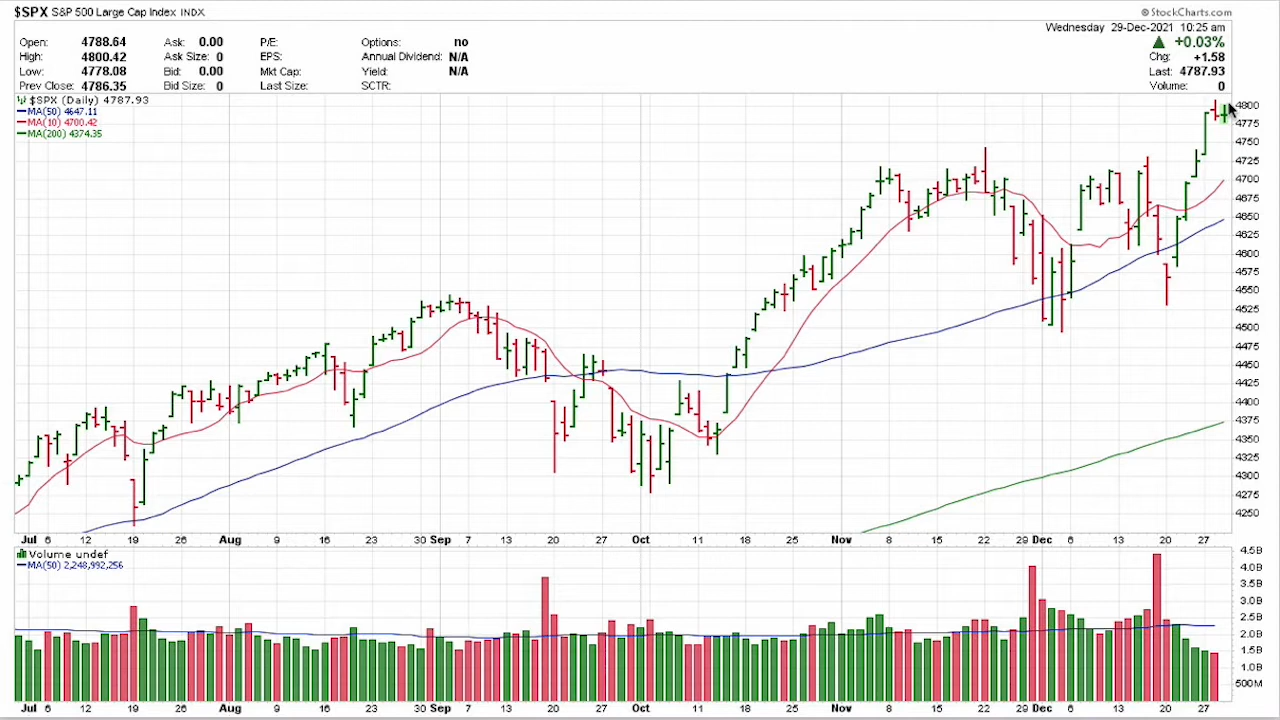 $SPX S&P 500 Large Cap Index INDX
© StockCharts.com
Wednesday 29-Dec-2021 10:25 am
Open: 4788.64 Ask: 0.00 P/E: Options: no
▲ +0.03%
High: 4800.42 Ask Size: 0 EPS: Annual Dividend: N/A
Chg: +1.58
Low: 4778.08 Bid: 0.00 Mkt Cap: Yield: N/A
Last: 4787.93
Prev Close: 4786.35 Bid Size: 0 Last Size: SCTR:
Volume: 0
$SPX (Daily) 4787.93
MA(50) 4647.11
MA(10) 4700.42
MA(200) 4374.35
4800
4775
4750
4725
4700
4675
4650
4625
4600
4575
4550
4525
4500
4475
4450
4425
4400
4375
4350
4325
4300
4275
4250
Jul 6 12 19 26 Aug 9 16 23 30 Sep 7 13 20 27 Oct 11 18 25 Nov 8 15 22 29 Dec 6 13 20 27
Volume undef
MA(50) 2,248,992,256
4.5B
4.0B
3.5B
3.0B
2.5B
2.0B
1.5B
1.0B
500M
Jul 6 12 19 26 Aug 9 16 23 30 Sep 7 13 20 27 Oct 11 18 25 Nov 8 15 22 29 Dec 6 13 20 27